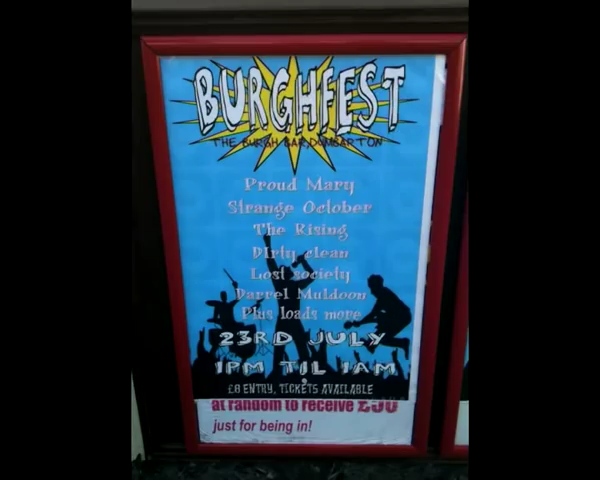 BURGHFEST
THE BURGH BAR, DUMBARTON
Proud Mary
Strange October
The Rising
Dirty clean
Lost society
Darrel Muldoon
Plus loads more
23RD JULY
1PM TIL 1AM
£8 ENTRY, TICKETS AVAILABLE
at random to receive £50
just for being in!